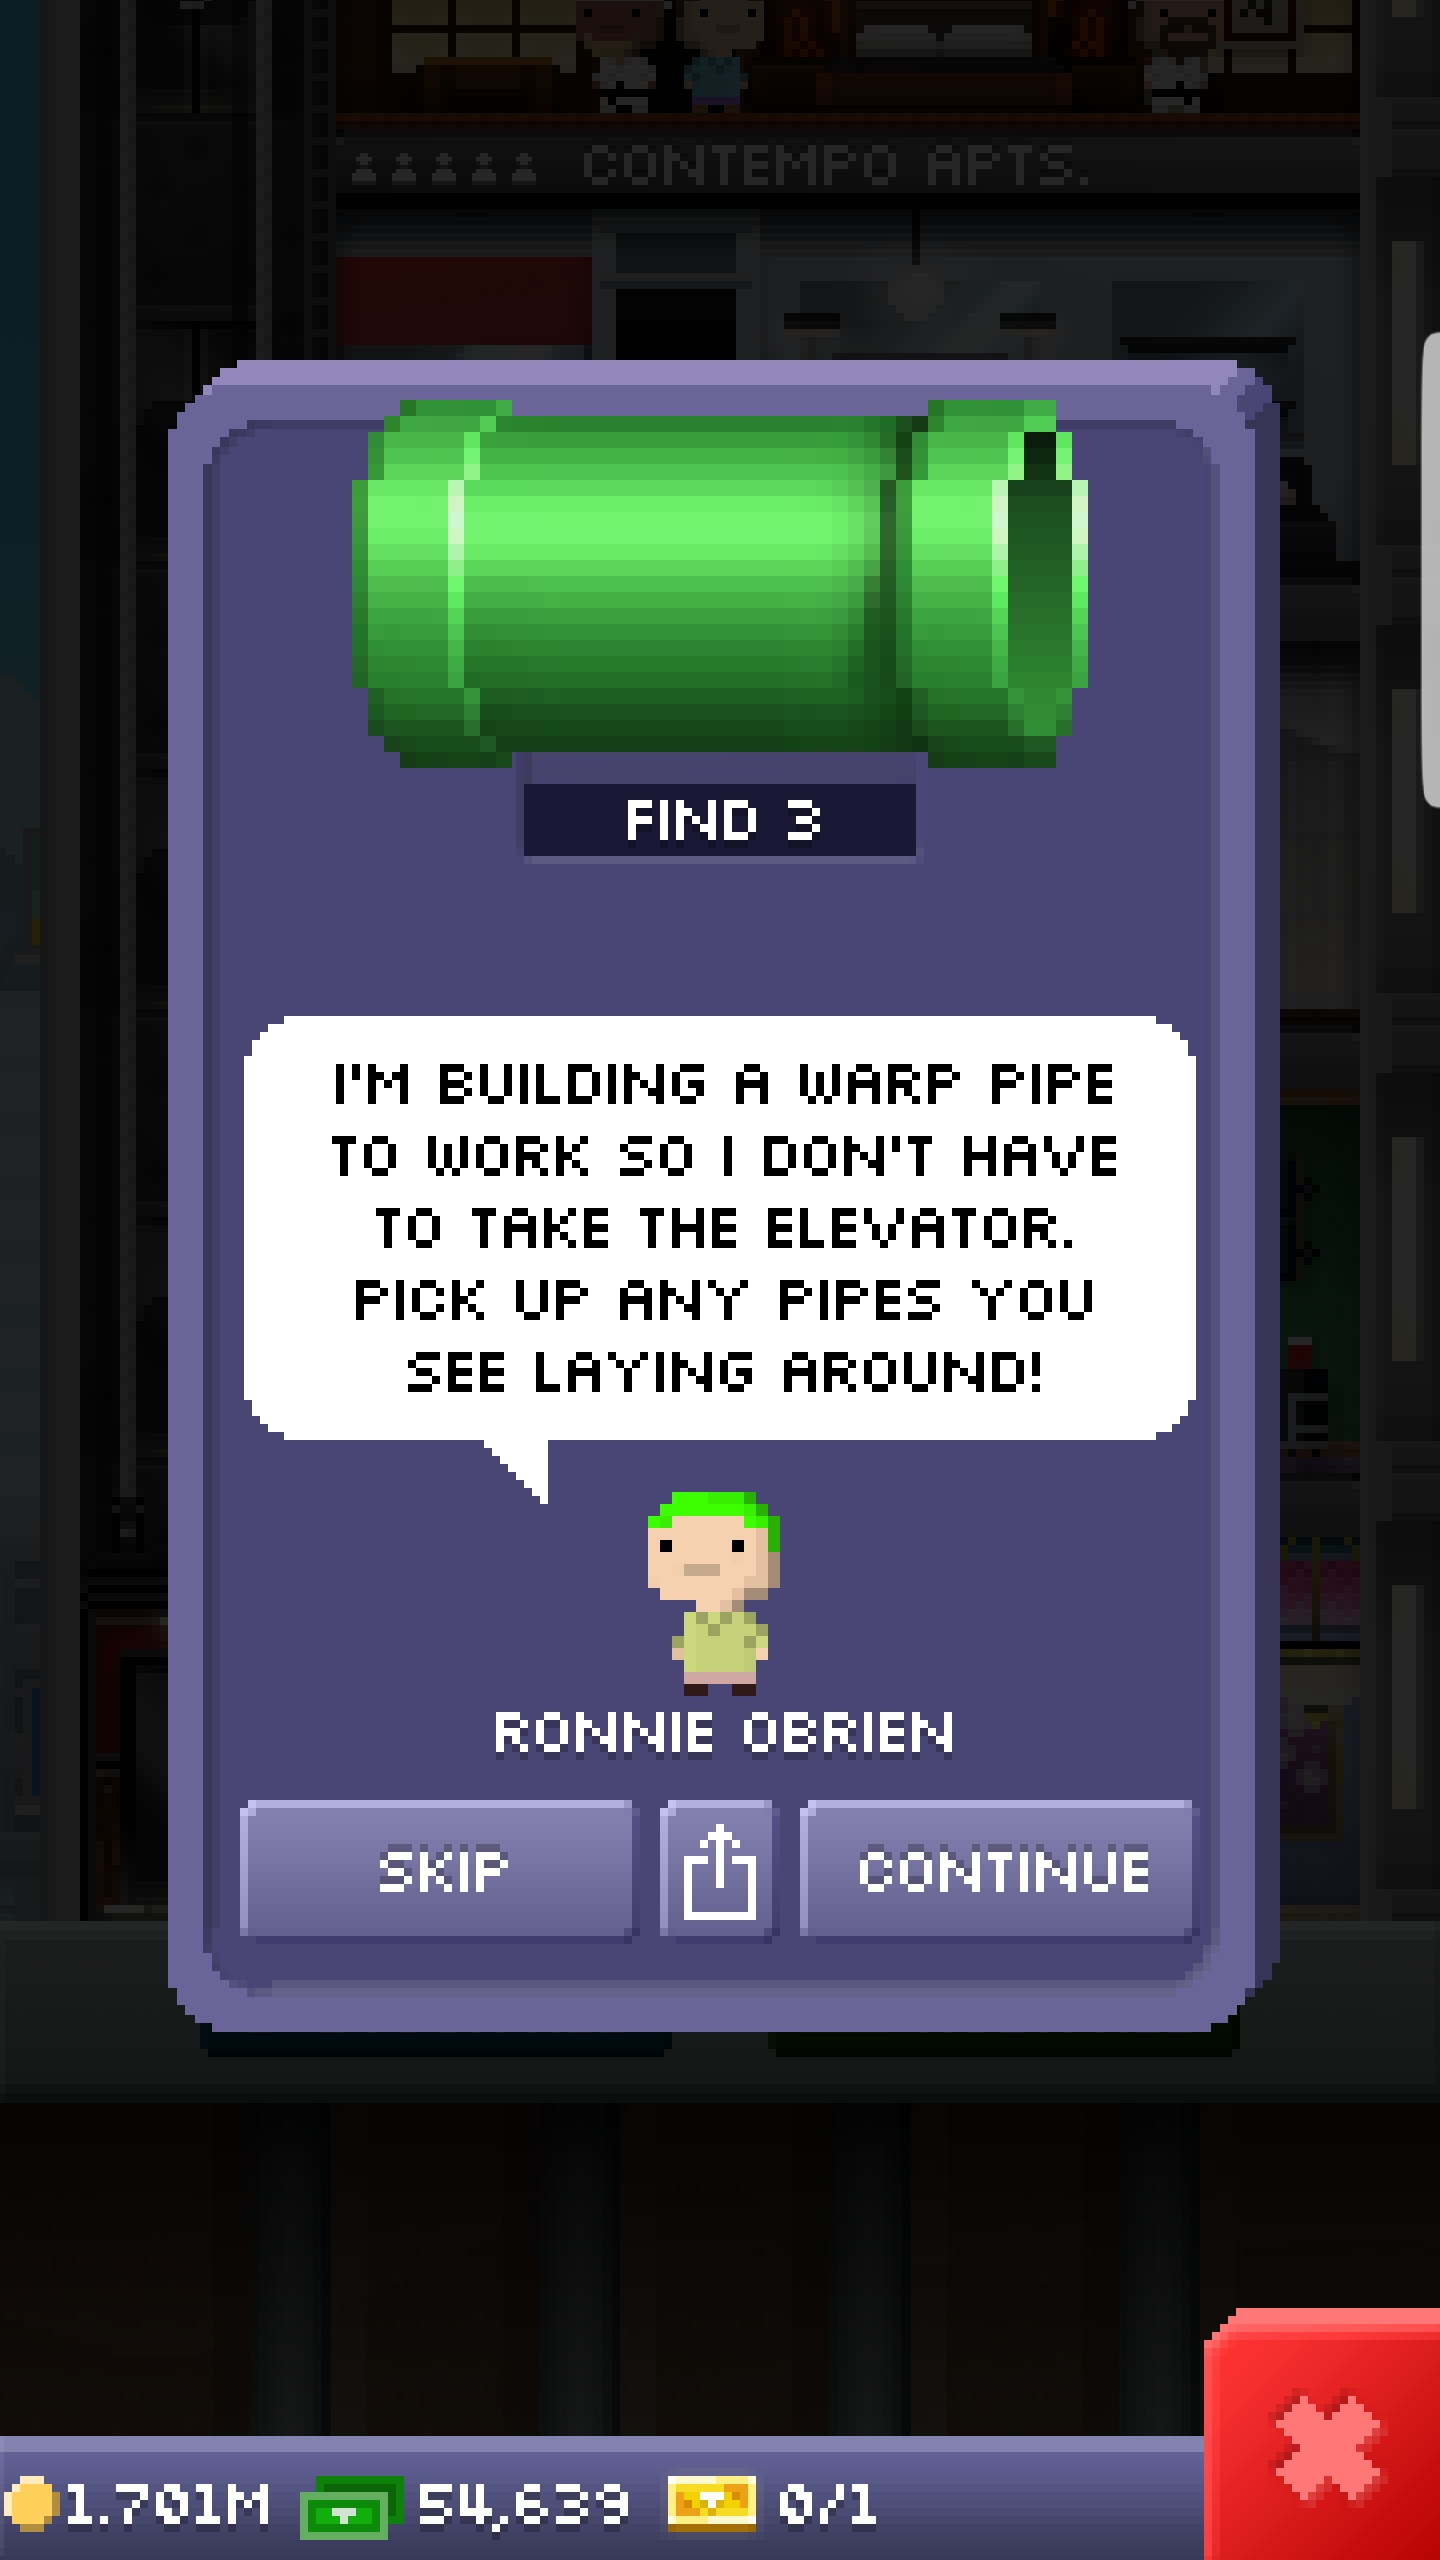 CONTEMPO APTS.
FIND 3
I'M BUILDING A WARP PIPE
TO WORK SO I DON'T HAVE
TO TAKE THE ELEVATOR.
PICK UP ANY PIPES YOU
SEE LAYING AROUND!
RONNIE OBRIEN
SKIP
CONTINUE
1.701M 54,639 0/1